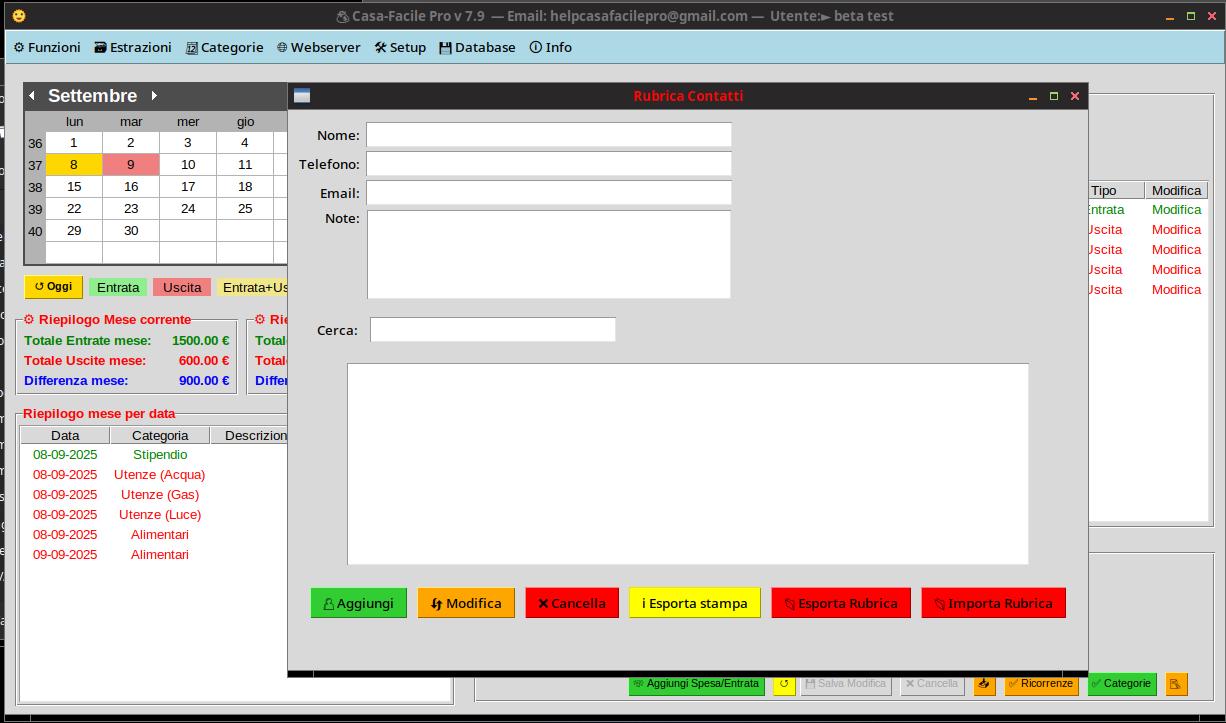 Casa-Facile Pro v 7.9 — Email: helpcasafacilepro@gmail.com — Utente:► beta test
Funzioni Estrazioni Categorie Webserver Setup Database Info
Settembre
lun mar mer gio
36 1 2 3 4
37 8 9 10 11
38 15 16 17 18
39 22 23 24 25
40 29 30
Oggi Entrata Uscita Entrata+Us
Riepilogo Mese corrente
Totale Entrate mese: 1500.00 €
Totale Uscite mese: 600.00 €
Differenza mese: 900.00 €
Rie
Total
Total
Differ
Riepilogo mese per data
Data Categoria Descrizion
08-09-2025 Stipendio
08-09-2025 Utenze (Acqua)
08-09-2025 Utenze (Gas)
08-09-2025 Utenze (Luce)
08-09-2025 Alimentari
09-09-2025 Alimentari
Rubrica Contatti
Nome:
Telefono:
Email:
Note:
Cerca:
Aggiungi Modifica Cancella Esporta stampa Esporta Rubrica Importa Rubrica
Tipo Modifica
Entrata Modifica
Uscita Modifica
Uscita Modifica
Uscita Modifica
Uscita Modifica
Aggiungi Spesa/Entrata Salva Modifica Cancella Ricorrenze Categorie